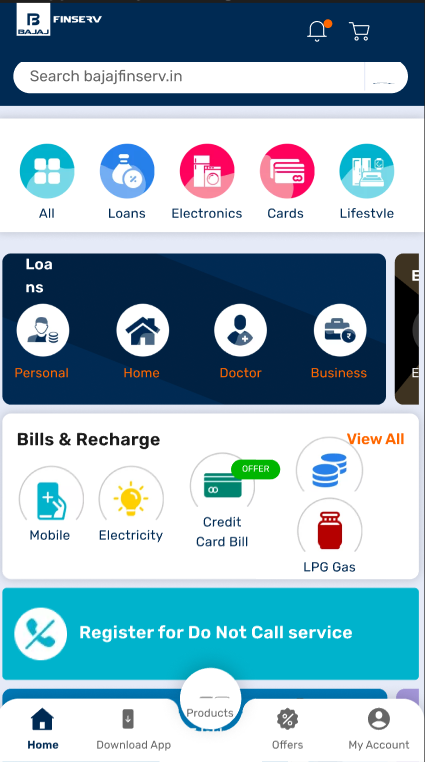 B
BAJAJ
FINSERV
Search bajajfinserv.in
All
Loans
Electronics
Cards
Lifestyle
Loa
ns
Personal
Home
Doctor
Business
E
E
Bills & Recharge
View All
OFFER
Mobile
Electricity
Credit
Card Bill
LPG Gas
Register for Do Not Call service
Products
Home
Download App
Offers
My Account